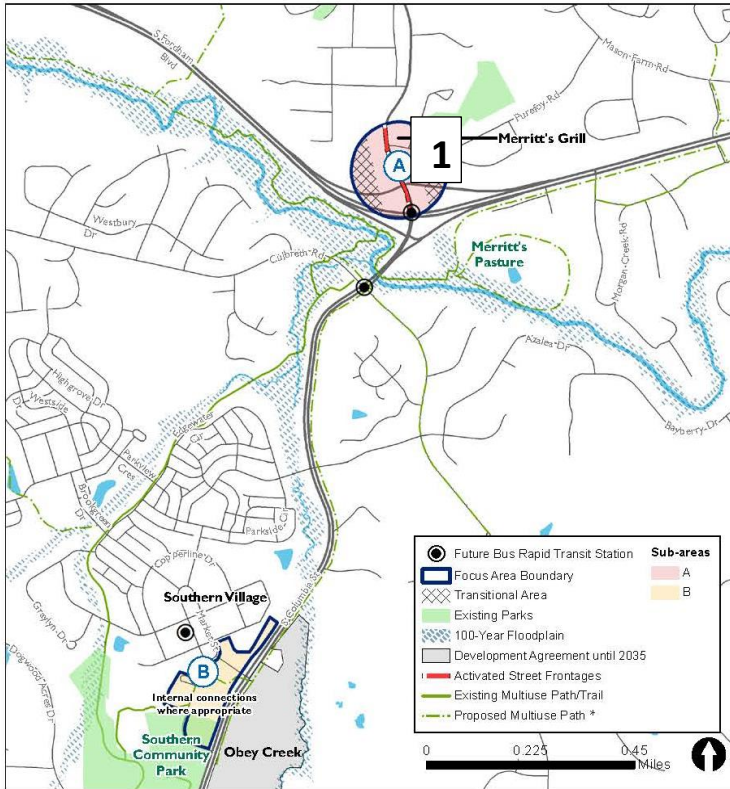 S Fordham
Blvd
Mason-Farm-Rd
Purefoy-Rd
1
Merritt's Grill
A
Westbury
Dr
Culbreth-Rd
Merritt's
Pasture
Morgan-Creek-Rd
Azalea-Dr
Bayberry-Dr
Highgrove-Dr
Westside
Dr
Edgewater
Cir
Parkview
Cres
Brookgreen
Dr
Parkside Cir
Copperline-Dr
S-Columbia-St
Southern Village
Market-St
Graylyn-Dr
Dogwood Acres Dr
B
Internal connections
where appropriate
Southern
Community
Park
Obey Creek
Future Bus Rapid Transit Station
Focus Area Boundary
Transitional Area
Existing Parks
100-Year Floodplain
Development Agreement until 2035
Activated Street Frontages
Existing Multiuse Path/Trail
Proposed Multiuse Path *
Sub-areas
A
B
0 0.225 0.45
Miles